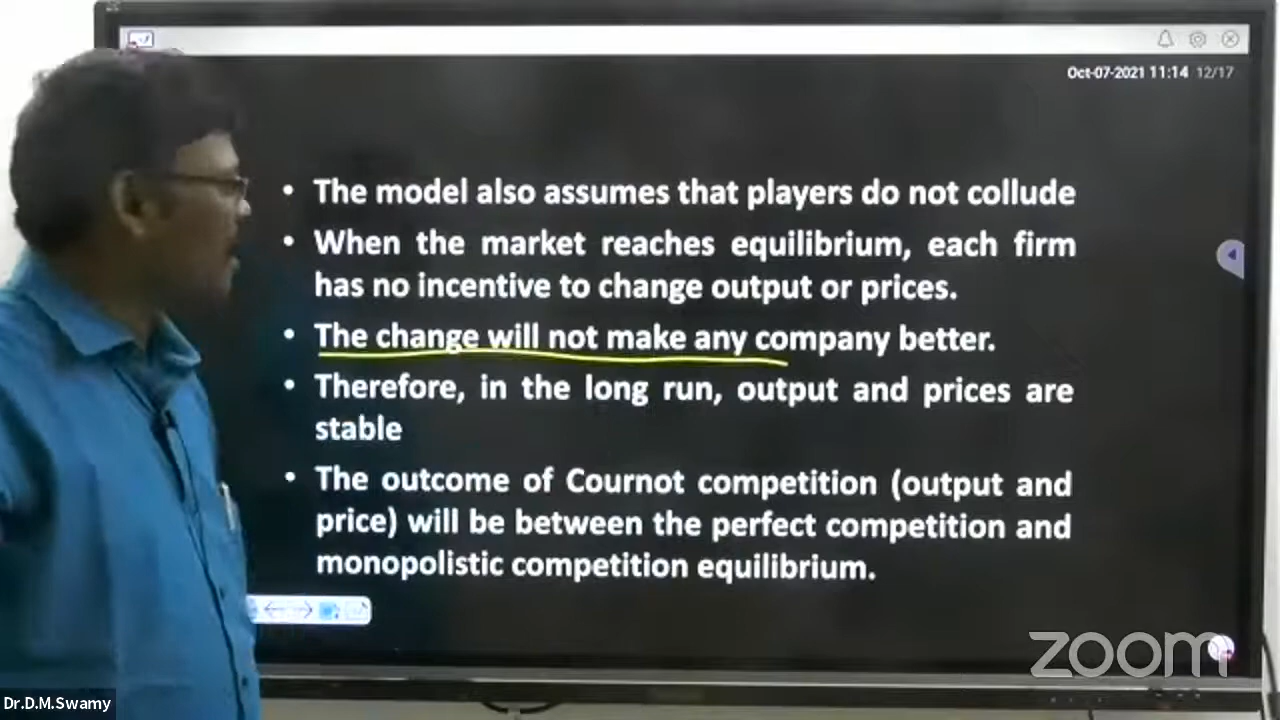 Oct-07-2021 11:14 12/17
• The model also assumes that players do not collude
• When the market reaches equilibrium, each firm
has no incentive to change output or prices.
• The change will not make any company better.
• Therefore, in the long run, output and prices are
stable
• The outcome of Cournot competition (output and
price) will be between the perfect competition and
monopolistic competition equilibrium.
zoom
Dr.D.M.Swamy